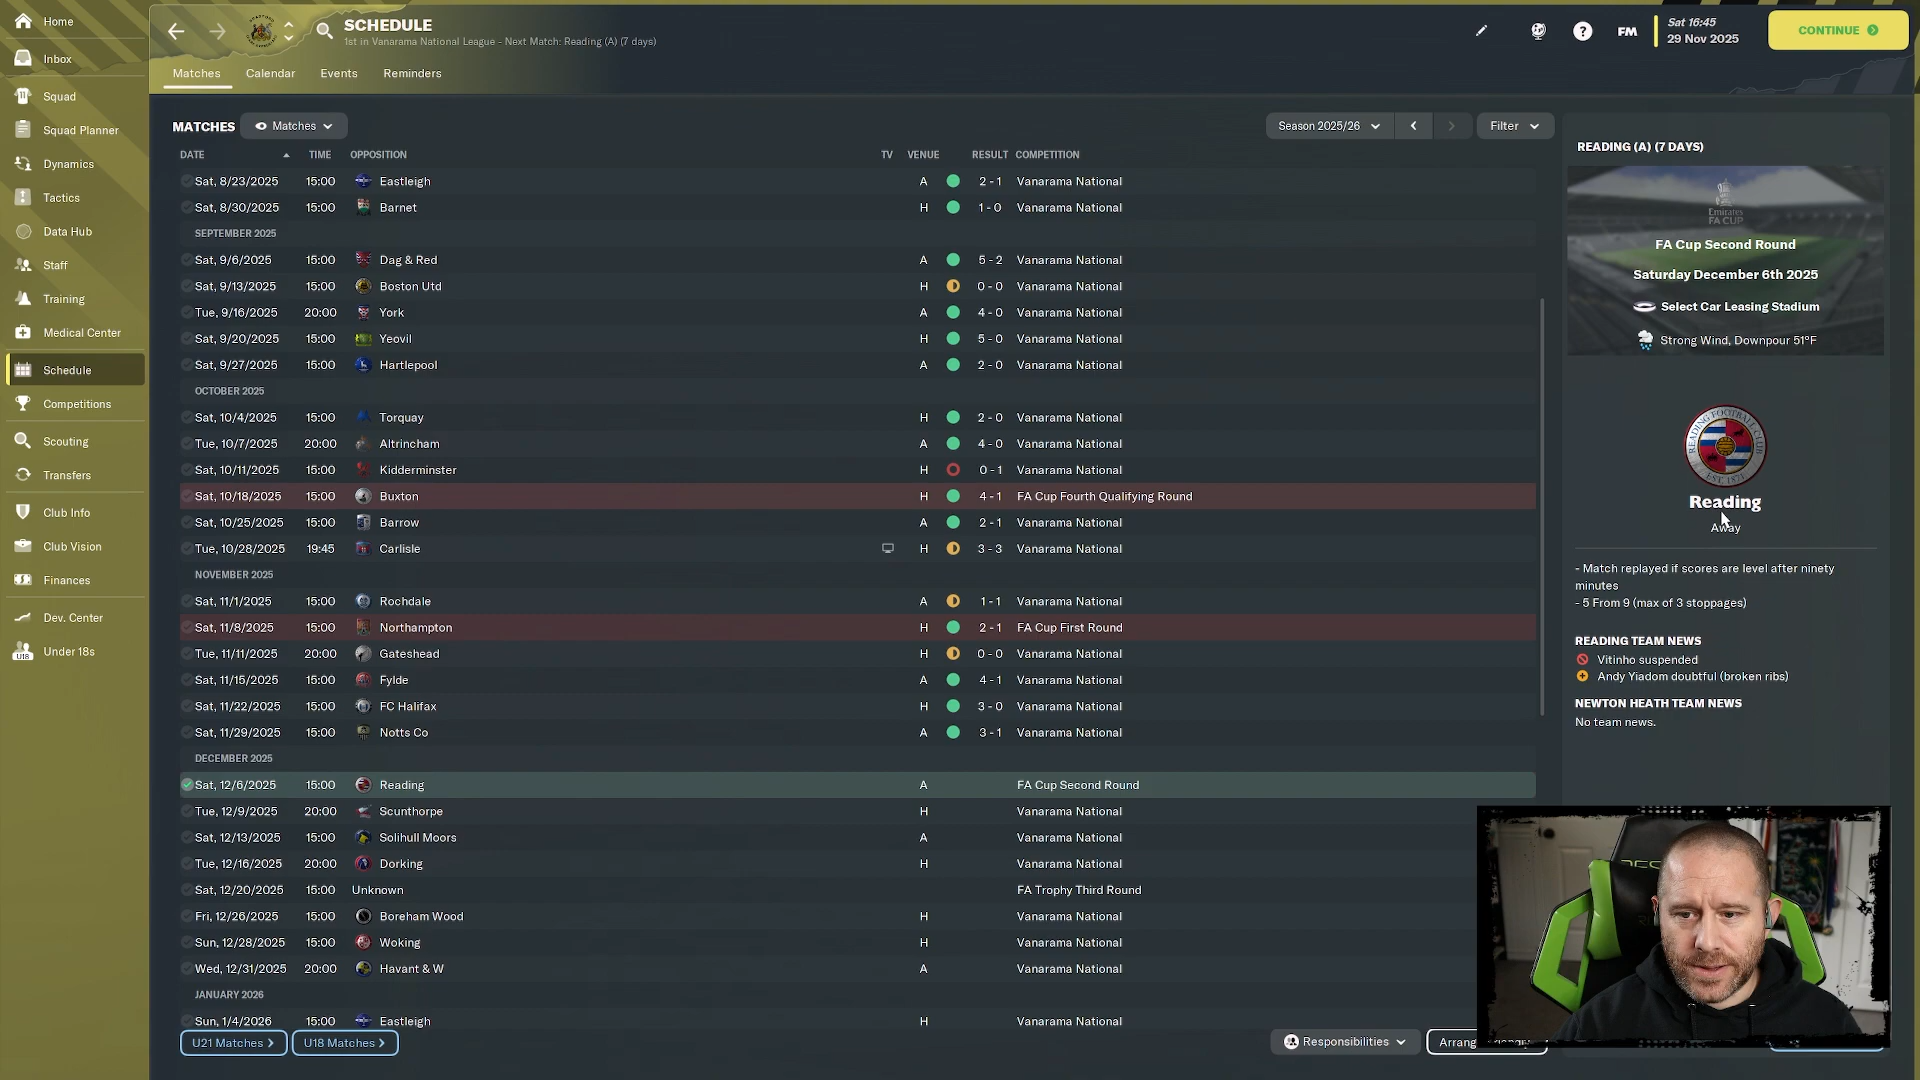 Home
Inbox
Squad
Squad Planner
Dynamics
Tactics
Data Hub
Staff
Training
Medical Center
Schedule
Competitions
Scouting
Transfers
Club Info
Club Vision
Finances
Dev. Center
U18 Under 18s
SCHEDULE
1st in Vanarama National League - Next Match: Reading (A) (7 days)
FM
Sat 16:45
29 Nov 2025
CONTINUE
Matches Calendar Events Reminders
MATCHES Matches
Season 2025/26 Filter
DATE TIME OPPOSITION TV VENUE RESULT COMPETITION
Sat, 8/23/2025 15:00 Eastleigh A 2 - 1 Vanarama National
Sat, 8/30/2025 15:00 Barnet H 1 - 0 Vanarama National
SEPTEMBER 2025
Sat, 9/6/2025 15:00 Dag & Red A 5 - 2 Vanarama National
Sat, 9/13/2025 15:00 Boston Utd H 0 - 0 Vanarama National
Tue, 9/16/2025 20:00 York A 4 - 0 Vanarama National
Sat, 9/20/2025 15:00 Yeovil H 5 - 0 Vanarama National
Sat, 9/27/2025 15:00 Hartlepool A 2 - 0 Vanarama National
OCTOBER 2025
Sat, 10/4/2025 15:00 Torquay H 2 - 0 Vanarama National
Tue, 10/7/2025 20:00 Altrincham A 4 - 0 Vanarama National
Sat, 10/11/2025 15:00 Kidderminster H 0 - 1 Vanarama National
Sat, 10/18/2025 15:00 Buxton H 4 - 1 FA Cup Fourth Qualifying Round
Sat, 10/25/2025 15:00 Barrow A 2 - 1 Vanarama National
Tue, 10/28/2025 19:45 Carlisle H 3 - 3 Vanarama National
NOVEMBER 2025
Sat, 11/1/2025 15:00 Rochdale A 1 - 1 Vanarama National
Sat, 11/8/2025 15:00 Northampton H 2 - 1 FA Cup First Round
Tue, 11/11/2025 20:00 Gateshead H 0 - 0 Vanarama National
Sat, 11/15/2025 15:00 Fylde A 4 - 1 Vanarama National
Sat, 11/22/2025 15:00 FC Halifax H 3 - 0 Vanarama National
Sat, 11/29/2025 15:00 Notts Co A 3 - 1 Vanarama National
DECEMBER 2025
Sat, 12/6/2025 15:00 Reading A FA Cup Second Round
Tue, 12/9/2025 20:00 Scunthorpe H Vanarama National
Sat, 12/13/2025 15:00 Solihull Moors A Vanarama National
Tue, 12/16/2025 20:00 Dorking H Vanarama National
Sat, 12/20/2025 15:00 Unknown FA Trophy Third Round
Fri, 12/26/2025 15:00 Boreham Wood H Vanarama National
Sun, 12/28/2025 15:00 Woking H Vanarama National
Wed, 12/31/2025 20:00 Havant & W A Vanarama National
JANUARY 2026
Sun, 1/4/2026 15:00 Eastleigh H Vanarama National
U21 Matches U18 Matches
Responsibilities
READING (A) (7 DAYS)
Emirates
FA CUP
FA Cup Second Round
Saturday December 6th 2025
Select Car Leasing Stadium
Strong Wind, Downpour 51°F
READING FOOTBALL CLUB
EST. 1871
Reading
Away
- Match replayed if scores are level after ninety
minutes
- 5 From 9 (max of 3 stoppages)
READING TEAM NEWS
Vitinho suspended
Andy Yiadom doubtful (broken ribs)
NEWTON HEATH TEAM NEWS
No team news.